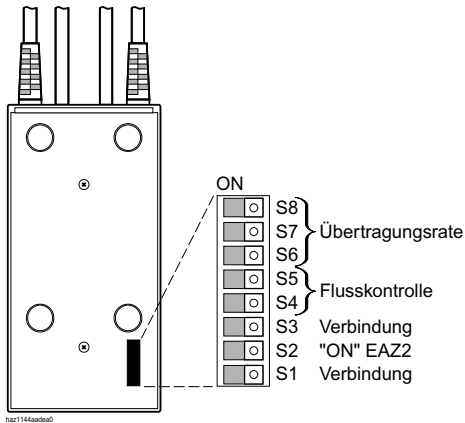 ON
S8
S7
Übertragungsrate
S6
S5
Flusskontrolle
S4
S3 Verbindung
S2 "ON" EAZ2
S1 Verbindung
haz1144aadea0